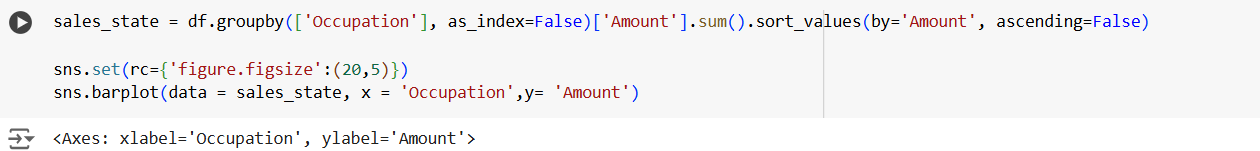 sales_state = df.groupby(['Occupation'], as_index=False)['Amount'].sum().sort_values(by='Amount', ascending=False)
sns.set(rc={'figure.figsize':(20,5)})
sns.barplot(data = sales_state, x = 'Occupation',y= 'Amount')
<Axes: xlabel='Occupation', ylabel='Amount'>